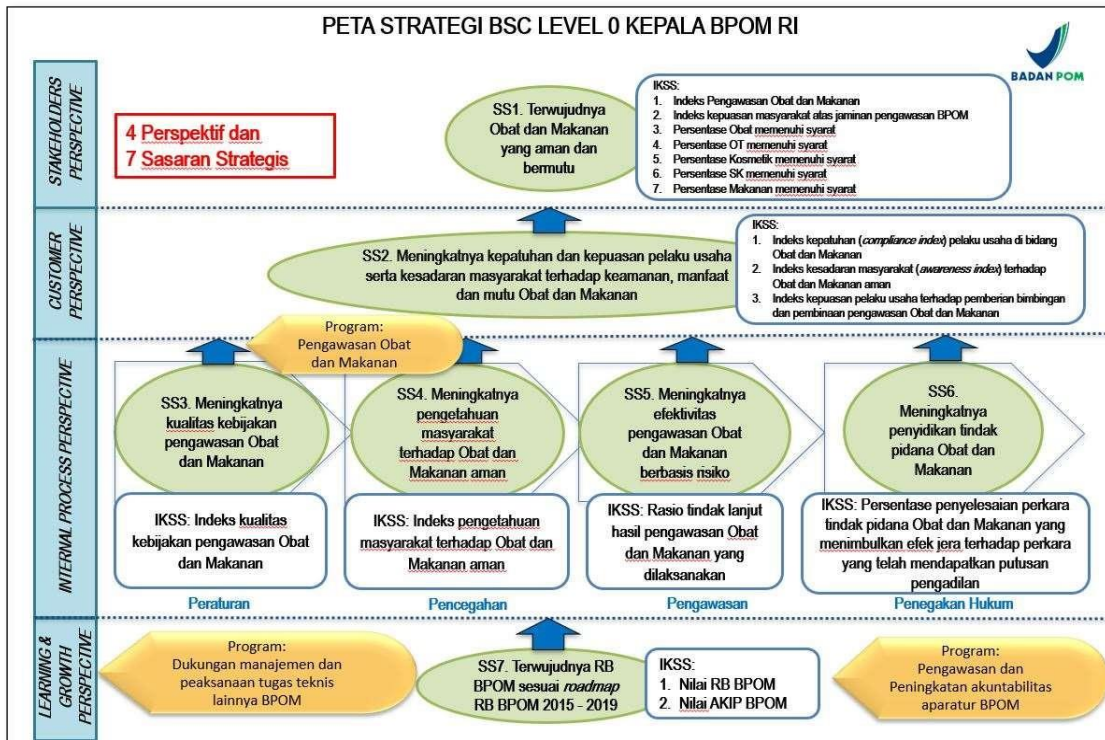 PETA STRATEGI BSC LEVEL 0 KEPALA BPOM RI
BADAN POM
STAKEHOLDERS
PERSPECTIVE
4 Perspektif dan
7 Sasaran Strategis
SS1. Terwujudnya
Obat dan Makanan
yang aman dan
bermutu
IKSS:
1. Indeks Pengawasan Obat dan Makanan
2. Indeks kepuasan masyarakat atas jaminan pengawasan BPOM
3. Persentase Obat memenuhi syarat
4. Persentase OT memenuhi syarat
5. Persentase Kosmetik memenuhi syarat
6. Persentase SK memenuhi syarat
7. Persentase Makanan memenuhi syarat
CUSTOMER
PERSPECTIVE
SS2. Meningkatnya kepatuhan dan kepuasan pelaku usaha
serta kesadaran masyarakat terhadap keamanan, manfaat
dan mutu Obat dan Makanan
IKSS:
1. Indeks kepatuhan (compliance index) pelaku usaha di bidang
Obat dan Makanan
2. Indeks kesadaran masyarakat (awareness index) terhadap
Obat dan Makanan aman
3. Indeks kepuasan pelaku usaha terhadap pemberian bimbingan
dan pembinaan pengawasan Obat dan Makanan
INTERNAL PROCESS PERSPECTIVE
Program:
Pengawasan Obat
dan Makanan
SS3. Meningkatnya
kualitas kebijakan
pengawasan Obat
dan Makanan
SS4. Meningkatnya
pengetahuan
masyarakat
terhadap Obat dan
Makanan aman
SS5. Meningkatnya
efektivitas
pengawasan Obat
dan Makanan
berbasis risiko
SS6.
Meningkatnya
penyidikan tindak
pidana Obat dan
Makanan
IKSS: Indeks kualitas
kebijakan pengawasan Obat
dan Makanan
IKSS: Indeks pengetahuan
masyarakat terhadap Obat dan
Makanan aman
IKSS: Rasio tindak lanjut
hasil pengawasan Obat
dan Makanan yang
dilaksanakan
IKSS: Persentase penyelesaian perkara
tindak pidana Obat dan Makanan yang
menimbulkan efek jera terhadap perkara
yang telah mendapatkan putusan
pengadilan
Peraturan
Pencegahan
Pengawasan
Penegakan Hukum
LEARNING &
GROWTH
PERSPECTIVE
Program:
Dukungan manajemen dan
peaksanaan tugas teknis
lainnya BPOM
SS7. Terwujudnya RB
BPOM sesuai roadmap
RB BPOM 2015 - 2019
IKSS:
1. Nilai RB BPOM
2. Nilai AKIP BPOM
Program:
Pengawasan dan
Peningkatan akuntabilitas
aparatur BPOM